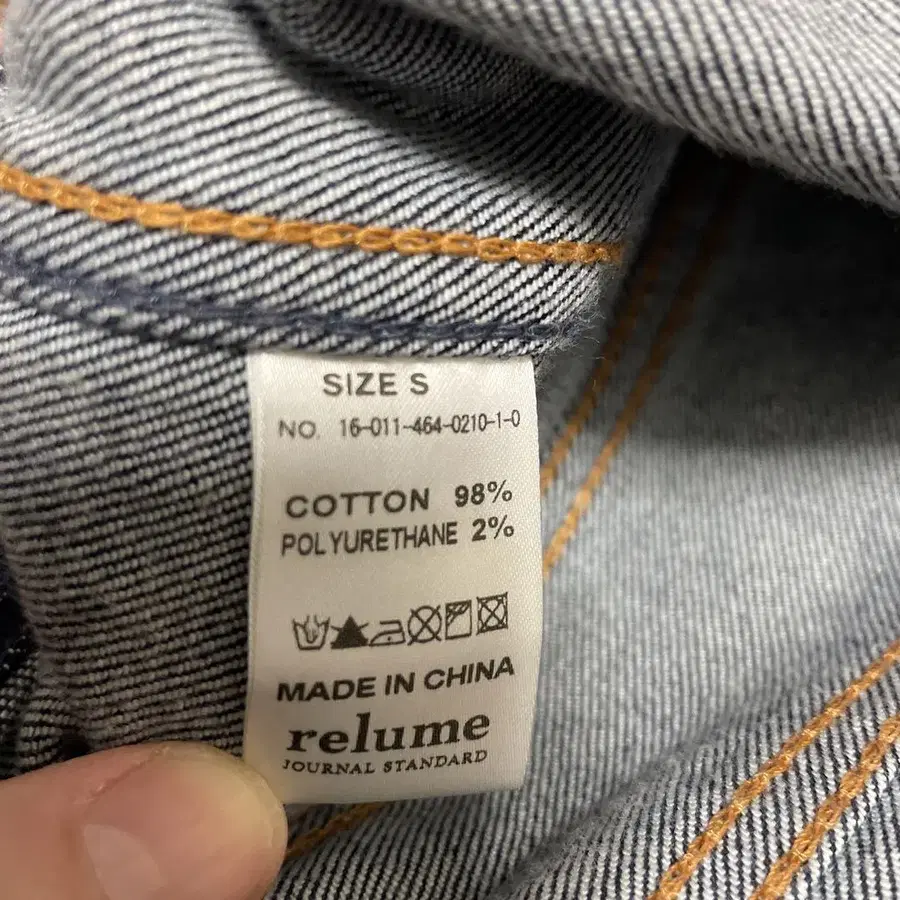 SIZE S
NO. 16-011-464-0210-1-0
COTTON 98%
POLYURETHANE 2%
MADE IN CHINA
relume
JOURNAL STANDARD